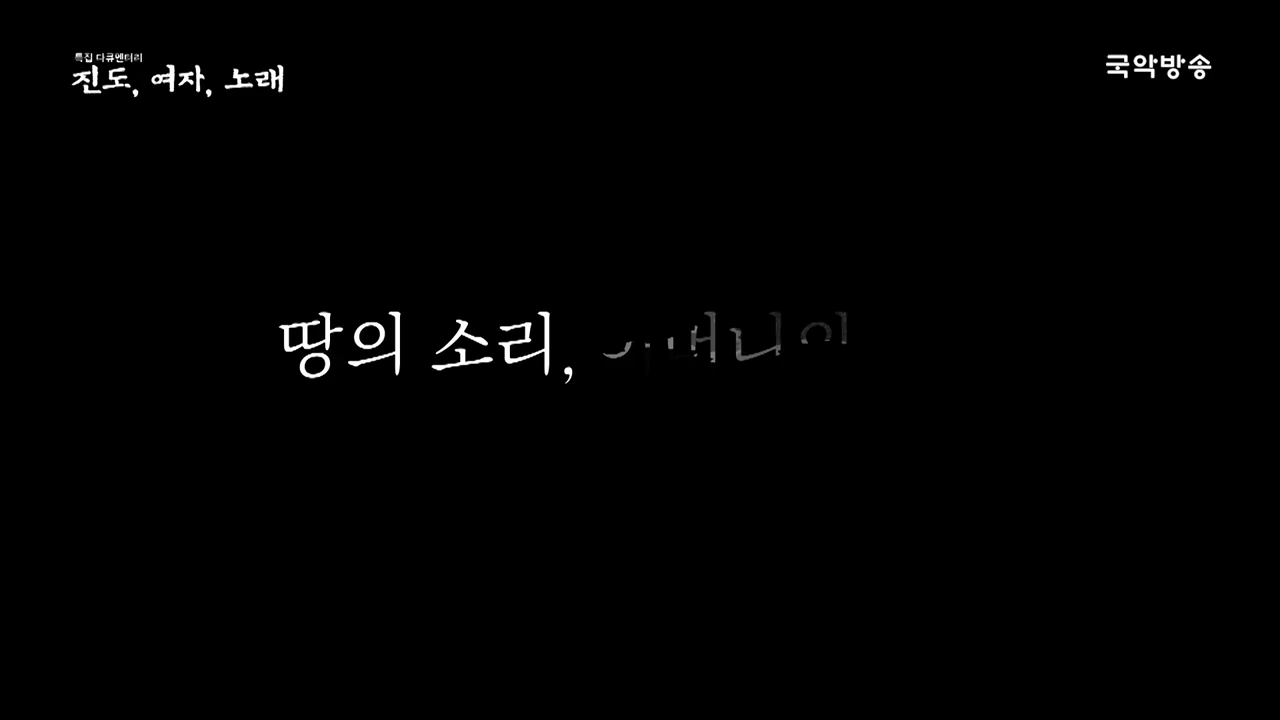 특집 다큐멘터리
진도, 여자, 노래
국악방송
땅의 소리,